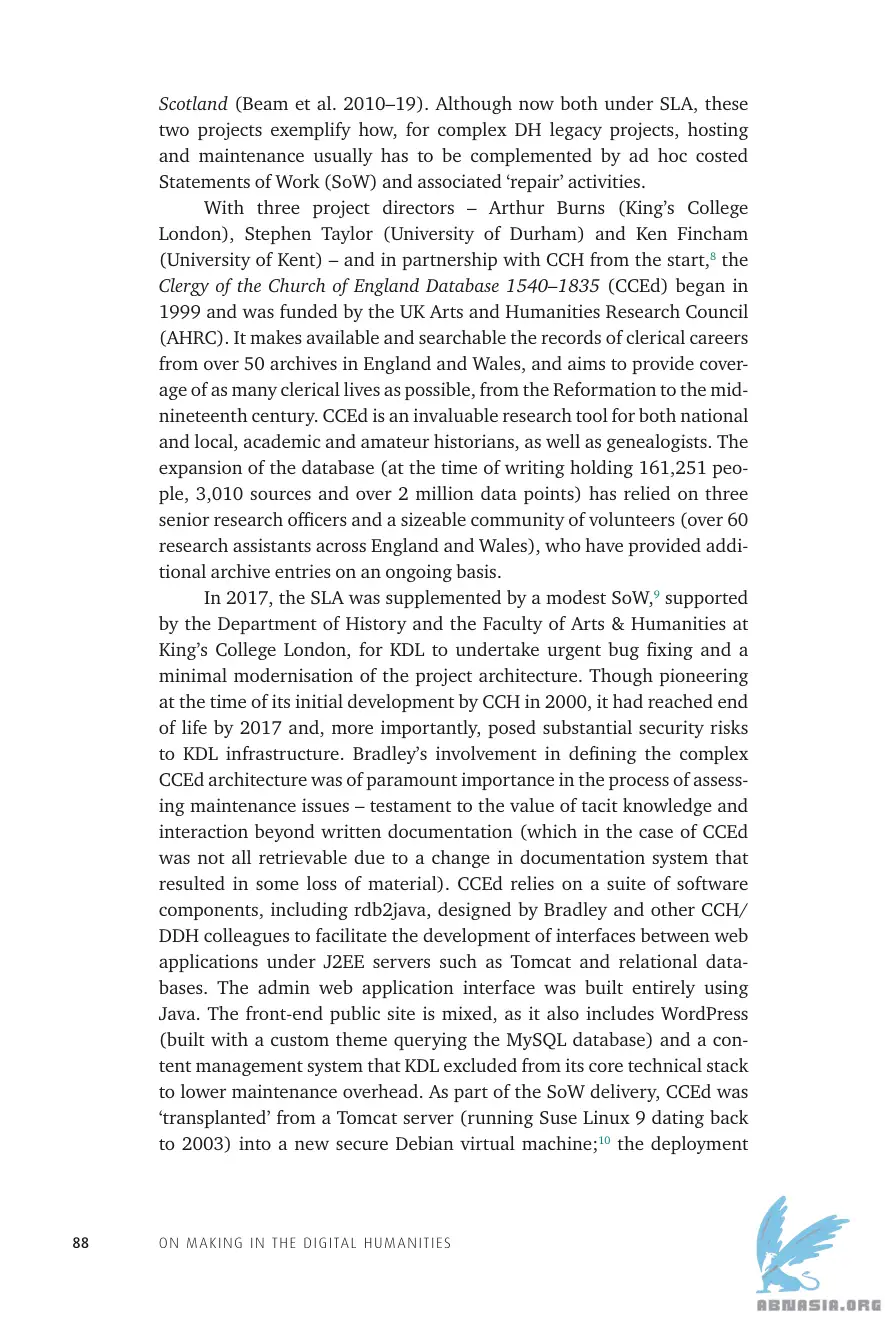 Scotland (Beam et al. 2010–19). Although now both under SLA, these
two projects exemplify how, for complex DH legacy projects, hosting
and maintenance usually has to be complemented by ad hoc costed
Statements of Work (SoW) and associated ‘repair’ activities.
With three project directors – Arthur Burns (King’s College
London), Stephen Taylor (University of Durham) and Ken Fincham
(University of Kent) – and in partnership with CCH from the start,8 the
Clergy of the Church of England Database 1540–1835 (CCEd) began in
1999 and was funded by the UK Arts and Humanities Research Council
(AHRC). It makes available and searchable the records of clerical careers
from over 50 archives in England and Wales, and aims to provide cover-
age of as many clerical lives as possible, from the Reformation to the mid-
nineteenth century. CCEd is an invaluable research tool for both national
and local, academic and amateur historians, as well as genealogists. The
expansion of the database (at the time of writing holding 161,251 peo-
ple, 3,010 sources and over 2 million data points) has relied on three
senior research officers and a sizeable community of volunteers (over 60
research assistants across England and Wales), who have provided addi-
tional archive entries on an ongoing basis.
In 2017, the SLA was supplemented by a modest SoW,9 supported
by the Department of History and the Faculty of Arts & Humanities at
King’s College London, for KDL to undertake urgent bug fixing and a
minimal modernisation of the project architecture. Though pioneering
at the time of its initial development by CCH in 2000, it had reached end
of life by 2017 and, more importantly, posed substantial security risks
to KDL infrastructure. Bradley’s involvement in defining the complex
CCEd architecture was of paramount importance in the process of assess-
ing maintenance issues – testament to the value of tacit knowledge and
interaction beyond written documentation (which in the case of CCEd
was not all retrievable due to a change in documentation system that
resulted in some loss of material). CCEd relies on a suite of software
components, including rdb2java, designed by Bradley and other CCH/
DDH colleagues to facilitate the development of interfaces between web
applications under J2EE servers such as Tomcat and relational data-
bases. The admin web application interface was built entirely using
Java. The front-end public site is mixed, as it also includes WordPress
(built with a custom theme querying the MySQL database) and a con-
tent management system that KDL excluded from its core technical stack
to lower maintenance overhead. As part of the SoW delivery, CCEd was
‘transplanted’ from a Tomcat server (running Suse Linux 9 dating back
to 2003) into a new secure Debian virtual machine;10 the deployment
88 ON MAKING IN THE DIGITAL HUMANITIES
ABNASIA.ORG